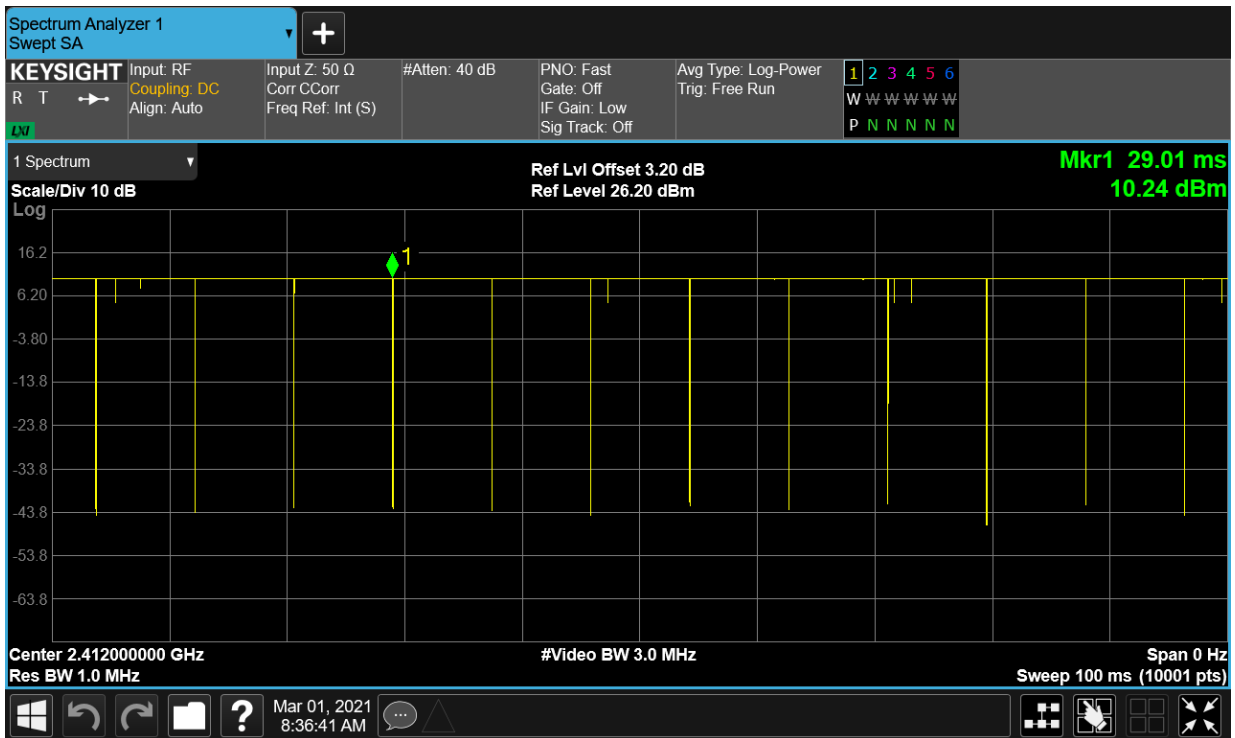 Spectrum Analyzer 1
Swept SA
▼
+
KEYSIGHT Input: RF Input Z: 50 Ω #Atten: 40 dB PNO: Fast Avg Type: Log-Power 1 2 3 4 5 6
R T Coupling: DC Corr CCorr Gate: Off Trig: Free Run W W W W W W
Align: Auto Freq Ref: Int (S) IF Gain: Low
LXI Sig Track: Off P N N N N N
1 Spectrum ▼ Ref Lvl Offset 3.20 dB Mkr1 29.01 ms
Scale/Div 10 dB Ref Level 26.20 dBm 10.24 dBm
Log
16.2
1
6.20
-3.80
-13.8
-23.8
-33.8
-43.8
-53.8
-63.8
Center 2.412000000 GHz #Video BW 3.0 MHz Span 0 Hz
Res BW 1.0 MHz Sweep 100 ms (10001 pts)
? Mar 01, 2021
8:36:41 AM